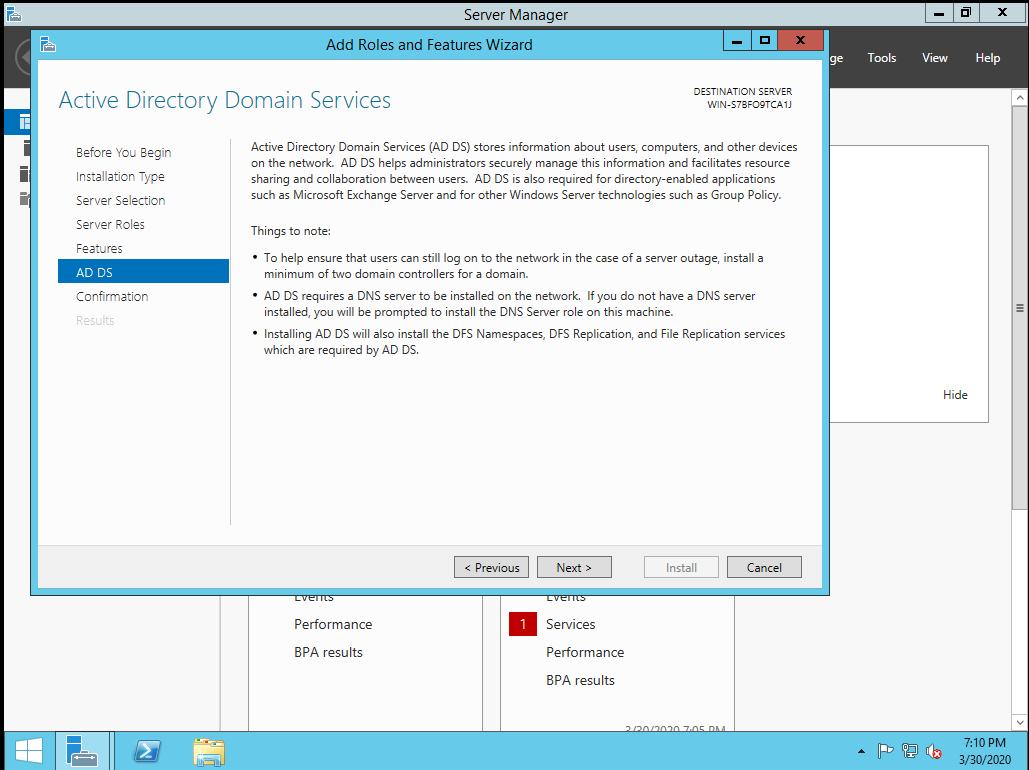 Server Manager
Add Roles and Features Wizard
ge Tools View Help
Active Directory Domain Services
DESTINATION SERVER
WIN-S7BFO9TCA1J
Before You Begin
Installation Type
Server Selection
Server Roles
Features
AD DS
Confirmation
Results
Active Directory Domain Services (AD DS) stores information about users, computers, and other devices
on the network. AD DS helps administrators securely manage this information and facilitates resource
sharing and collaboration between users. AD DS is also required for directory-enabled applications
such as Microsoft Exchange Server and for other Windows Server technologies such as Group Policy.
Things to note:
• To help ensure that users can still log on to the network in the case of a server outage, install a
minimum of two domain controllers for a domain.
• AD DS requires a DNS server to be installed on the network. If you do not have a DNS server
installed, you will be prompted to install the DNS Server role on this machine.
• Installing AD DS will also install the DFS Namespaces, DFS Replication, and File Replication services
which are required by AD DS.
Hide
< Previous Next > Install Cancel
Events
Performance
BPA results
Events
1 Services
Performance
BPA results
3/30/2020 7:05 PM
7:10 PM
3/30/2020